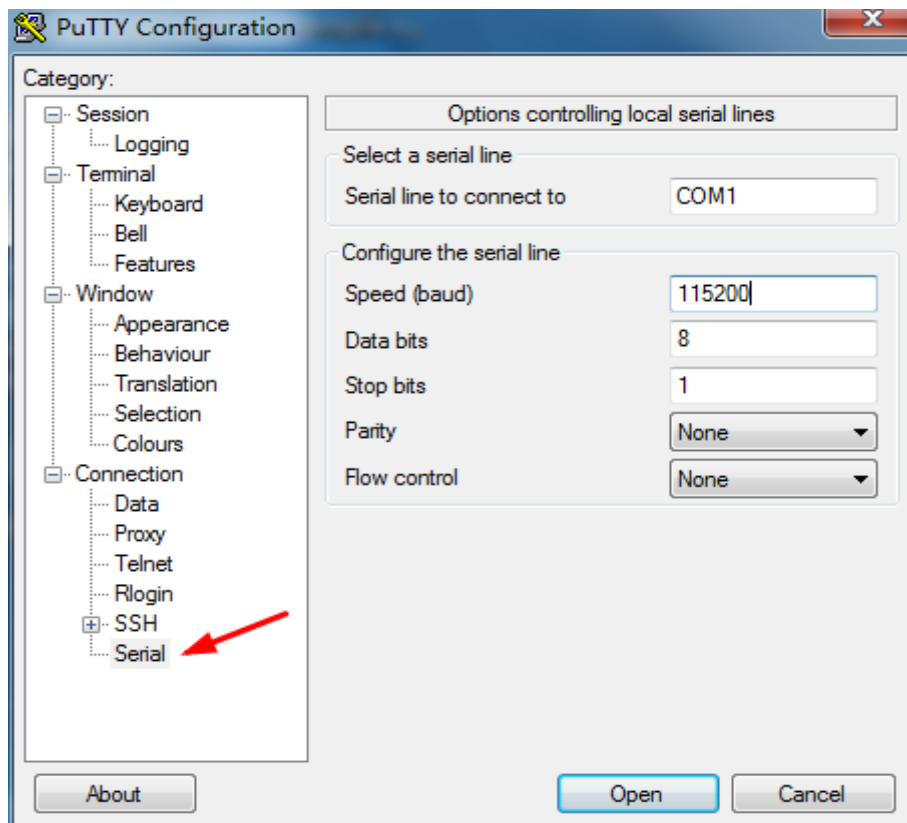 PuTTY Configuration
Category:
Session
Logging
Terminal
Keyboard
Bell
Features
Window
Appearance
Behaviour
Translation
Selection
Colours
Connection
Data
Proxy
Telnet
Rlogin
SSH
Serial
Options controlling local serial lines
Select a serial line
Serial line to connect to COM1
Configure the serial line
Speed (baud) 115200
Data bits 8
Stop bits 1
Parity None
Flow control None
About Open Cancel